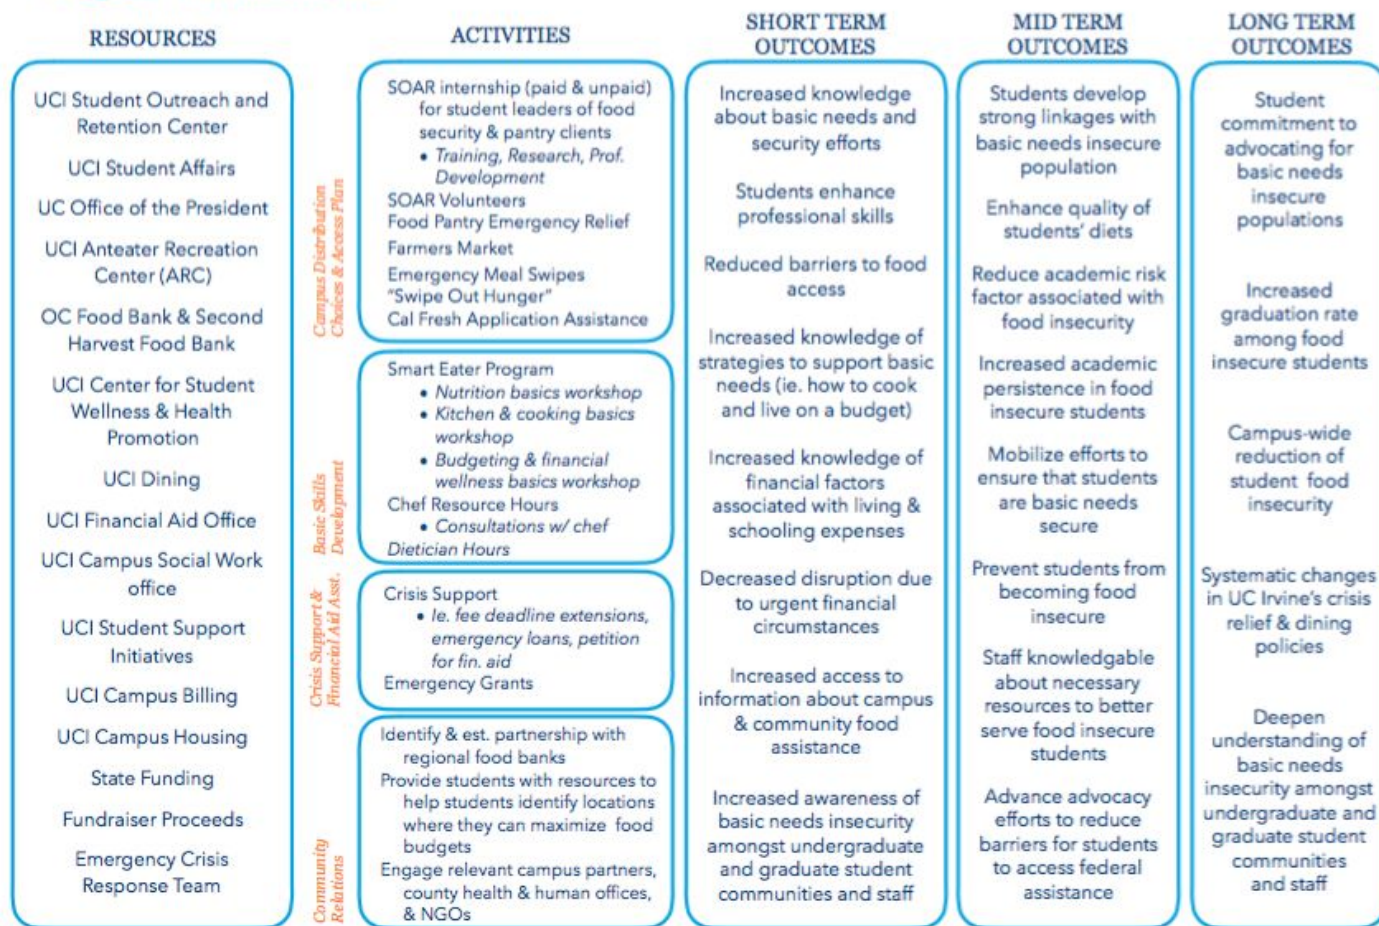 RESOURCES
UCI Student Outreach and
Retention Center
UCI Student Affairs
UC Office of the President
UCI Anteater Recreation
Center (ARC)
OC Food Bank & Second
Harvest Food Bank
UCI Center for Student
Wellness & Health
Promotion
UCI Dining
UCI Financial Aid Office
UCI Campus Social Work
office
UCI Student Support
Initiatives
UCI Campus Billing
UCI Campus Housing
State Funding
Fundraiser Proceeds
Emergency Crisis
Response Team
ACTIVITIES
Campus Distribution
Choices & Access Plan
SOAR internship (paid & unpaid)
for student leaders of food
security & pantry clients
• Training, Research, Prof.
Development
SOAR Volunteers
Food Pantry Emergency Relief
Farmers Market
Emergency Meal Swipes
"Swipe Out Hunger"
Cal Fresh Application Assistance
Basic Skills
Development
Smart Eater Program
• Nutrition basics workshop
• Kitchen & cooking basics
workshop
• Budgeting & financial
wellness basics workshop
Chef Resource Hours
• Consultations w/ chef
Dietician Hours
Crisis Support &
Financial Aid Asst.
Crisis Support
• Ie. fee deadline extensions,
emergency loans, petition
for fin. aid
Emergency Grants
Community
Relations
Identify & est. partnership with
regional food banks
Provide students with resources to
help students identify locations
where they can maximize food
budgets
Engage relevant campus partners,
county health & human offices,
& NGOs
SHORT TERM
OUTCOMES
Increased knowledge
about basic needs and
security efforts
Students enhance
professional skills
Reduced barriers to food
access
Increased knowledge of
strategies to support basic
needs (ie. how to cook
and live on a budget)
Increased knowledge of
financial factors
associated with living &
schooling expenses
Decreased disruption due
to urgent financial
circumstances
Increased access to
information about campus
& community food
assistance
Increased awareness of
basic needs insecurity
amongst undergraduate
and graduate student
communities and staff
MID TERM
OUTCOMES
Students develop
strong linkages with
basic needs insecure
population
Enhance quality of
students' diets
Reduce academic risk
factor associated with
food insecurity
Increased academic
persistence in food
insecure students
Mobilize efforts to
ensure that students
are basic needs
secure
Prevent students from
becoming food
insecure
Staff knowledgable
about necessary
resources to better
serve food insecure
students
Advance advocacy
efforts to reduce
barriers for students
to access federal
assistance
LONG TERM
OUTCOMES
Student
commitment to
advocating for
basic needs
insecure
populations
Increased
graduation rate
among food
insecure students
Campus-wide
reduction of
student food
insecurity
Systematic changes
in UC Irvine's crisis
relief & dining
policies
Deepen
understanding of
basic needs
insecurity amongst
undergraduate and
graduate student
communities
and staff